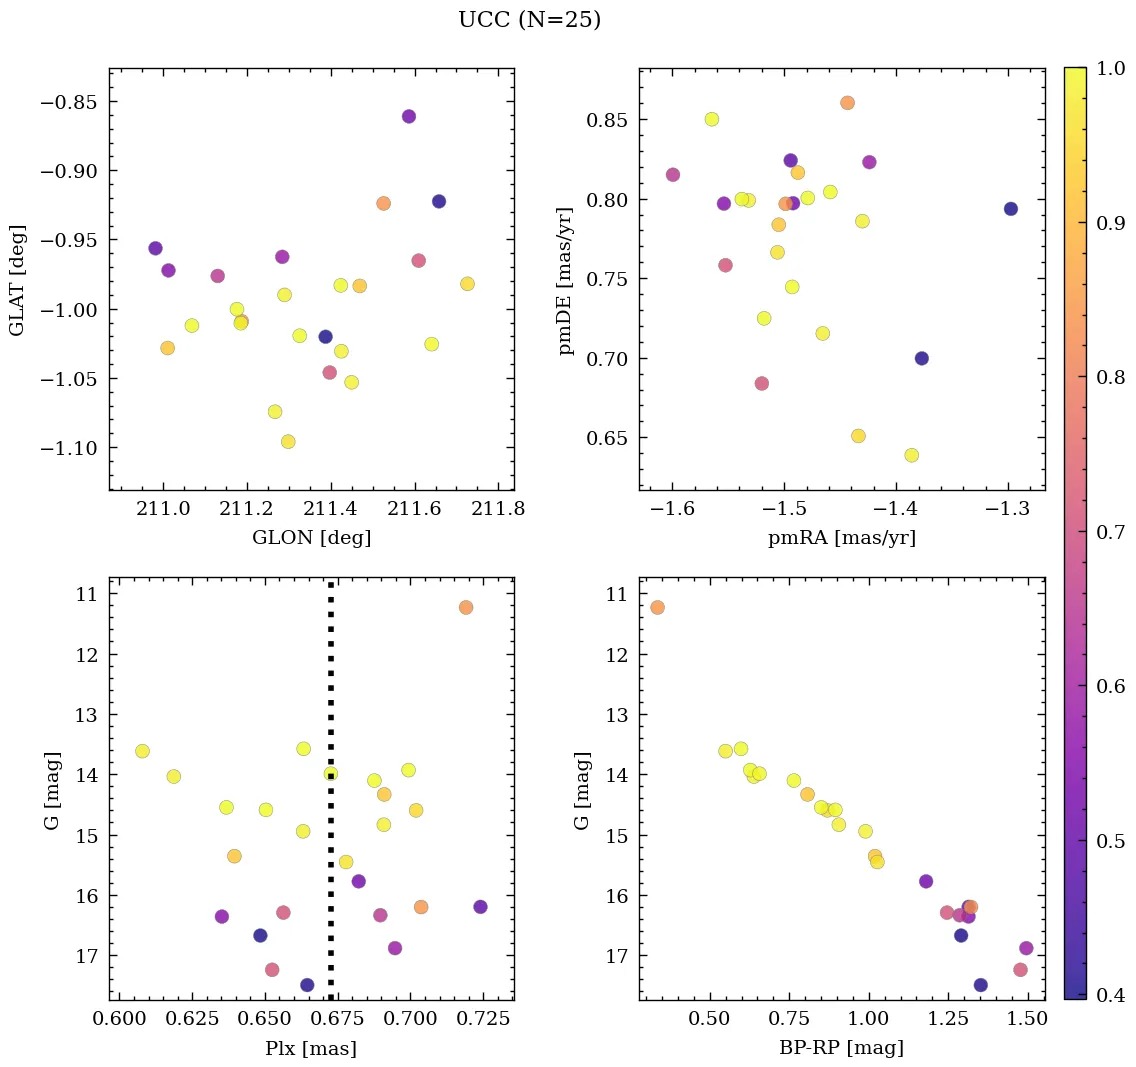 UCC (N=25)
−0.85
−0.90
−0.95
−1.00
−1.05
−1.10
GLAT [deg]
211.0 211.2 211.4 211.6 211.8
GLON [deg]
0.85
0.80
0.75
0.70
0.65
pmDE [mas/yr]
−1.6 −1.5 −1.4 −1.3
pmRA [mas/yr]
11
12
13
14
15
16
17
G [mag]
0.600 0.625 0.650 0.675 0.700 0.725
Plx [mas]
11
12
13
14
15
16
17
G [mag]
0.50 0.75 1.00 1.25 1.50
BP-RP [mag]
1.0
0.9
0.8
0.7
0.6
0.5
0.4